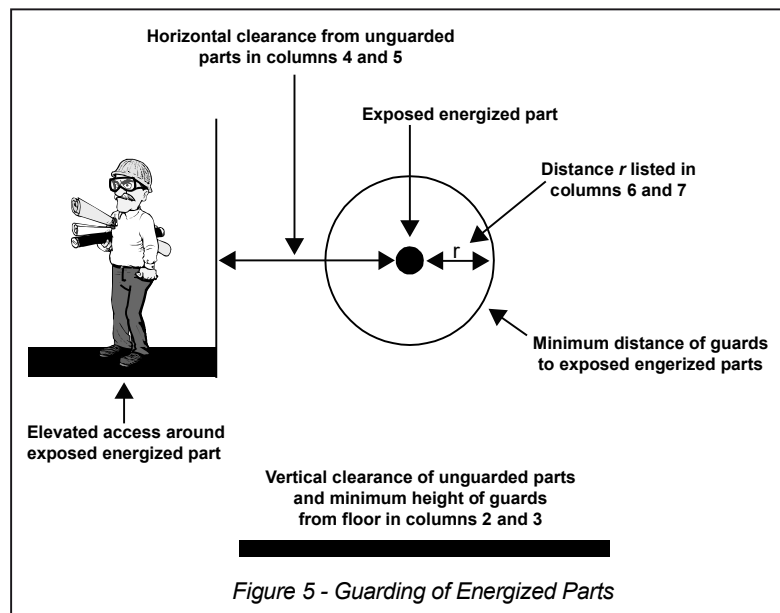 Horizontal clearance from unguarded
parts in columns 4 and 5
Exposed energized part
Distance r listed in
columns 6 and 7
r
Minimum distance of guards
to exposed engerized parts
Elevated access around
exposed energized part
Vertical clearance of unguarded parts
and minimum height of guards
from floor in columns 2 and 3
Figure 5 - Guarding of Energized Parts